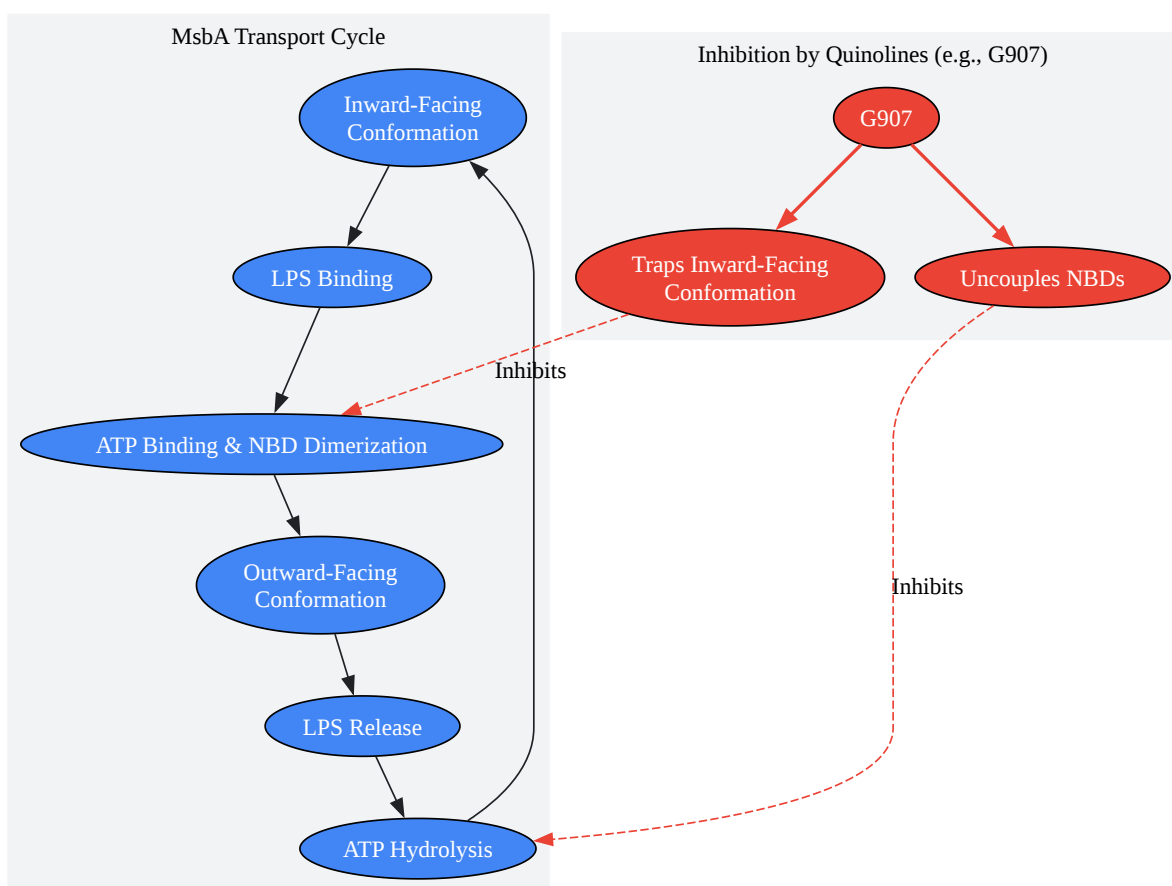 MsbA Transport Cycle
Inward-Facing
Conformation
LPS Binding
ATP Binding & NBD Dimerization
Outward-Facing
Conformation
LPS Release
ATP Hydrolysis
Inhibition by Quinolines (e.g., G907)
G907
Traps Inward-Facing
Conformation
Uncouples NBDs
Inhibits
Inhibits